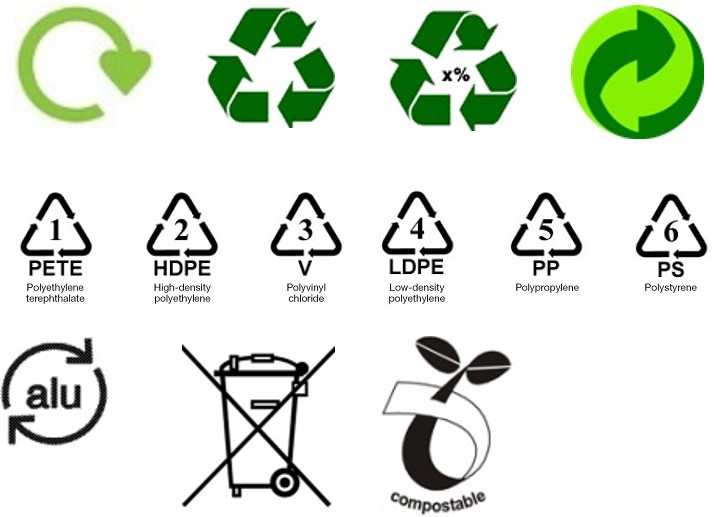 x%
1 2 3 4 5 6
PETE HDPE V LDPE PP PS
Polyethylene terephthalate
High-density polyethylene
Polyvinyl chloride
Low-density polyethylene
Polypropylene
Polystyrene
alu
compostable